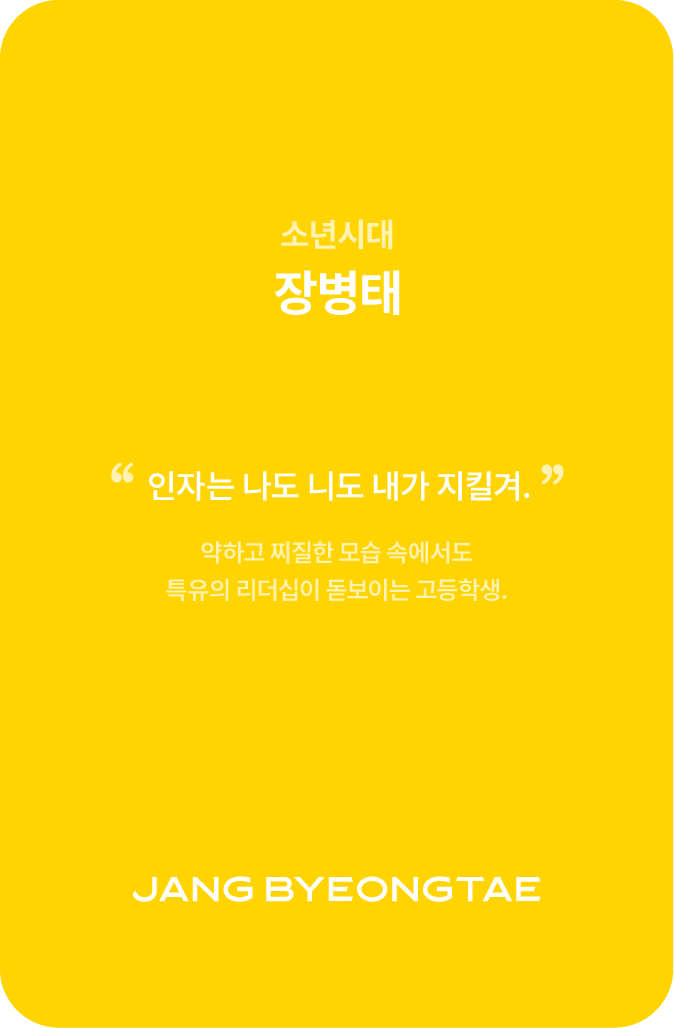 소년시대
장병태
“ 인자는 나도 니도 내가 지킬겨. ”
약하고 찌질한 모습 속에서도
특유의 리더십이 돋보이는 고등학생.
JANG BYEONGTAE